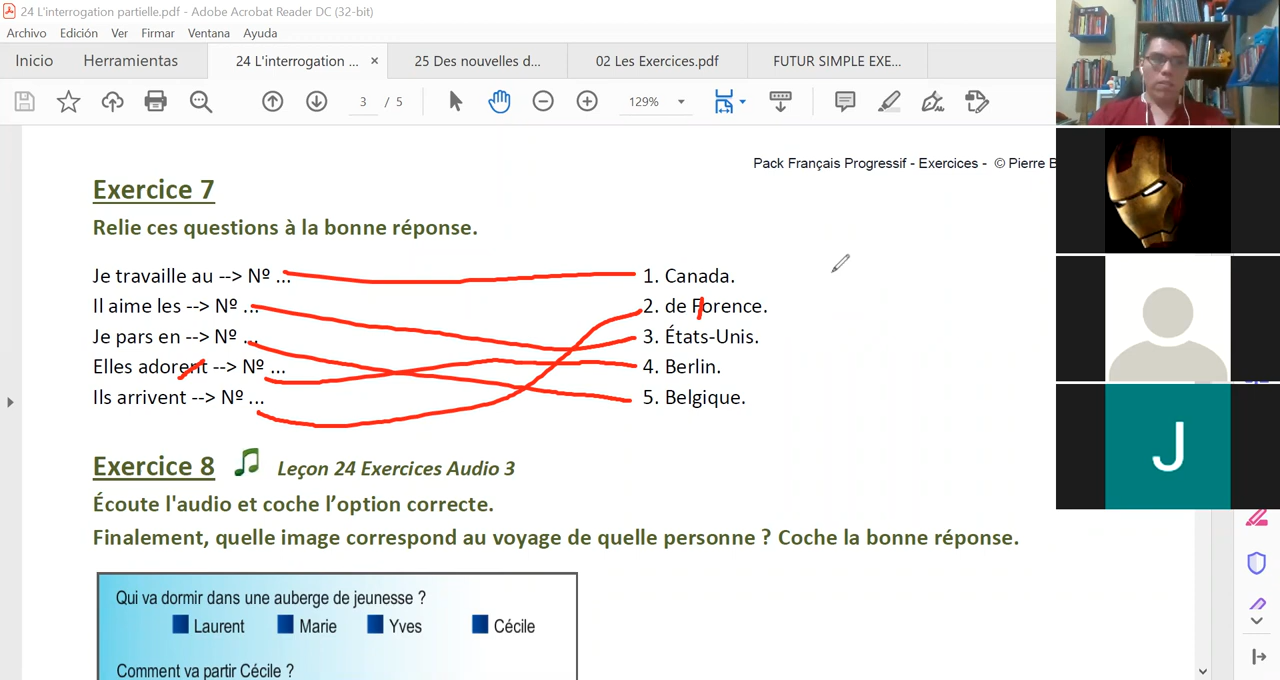 24 L'interrogation partielle.pdf - Adobe Acrobat Reader DC (32-bit)
Archivo Edición Ver Firmar Ventana Ayuda
Inicio Herramientas 24 L'interrogation ... × 25 Des nouvelles d... 02 Les Exercices.pdf FUTUR SIMPLE EXE...
3 / 5 129%
Pack Français Progressif - Exercices - © Pierre B
Exercice 7
Relie ces questions à la bonne réponse.
Je travaille au --> Nº ... 1. Canada.
Il aime les --> Nº ... 2. de Forence.
Je pars en --> Nº ... 3. États-Unis.
Elles adorent --> Nº ... 4. Berlin.
Ils arrivent --> Nº ... 5. Belgique.
Exercice 8 Leçon 24 Exercices Audio 3
Écoute l'audio et coche l’option correcte.
Finalement, quelle image correspond au voyage de quelle personne ? Coche la bonne réponse.
Qui va dormir dans une auberge de jeunesse ?
Laurent Marie Yves Cécile
Comment va partir Cécile ?
J